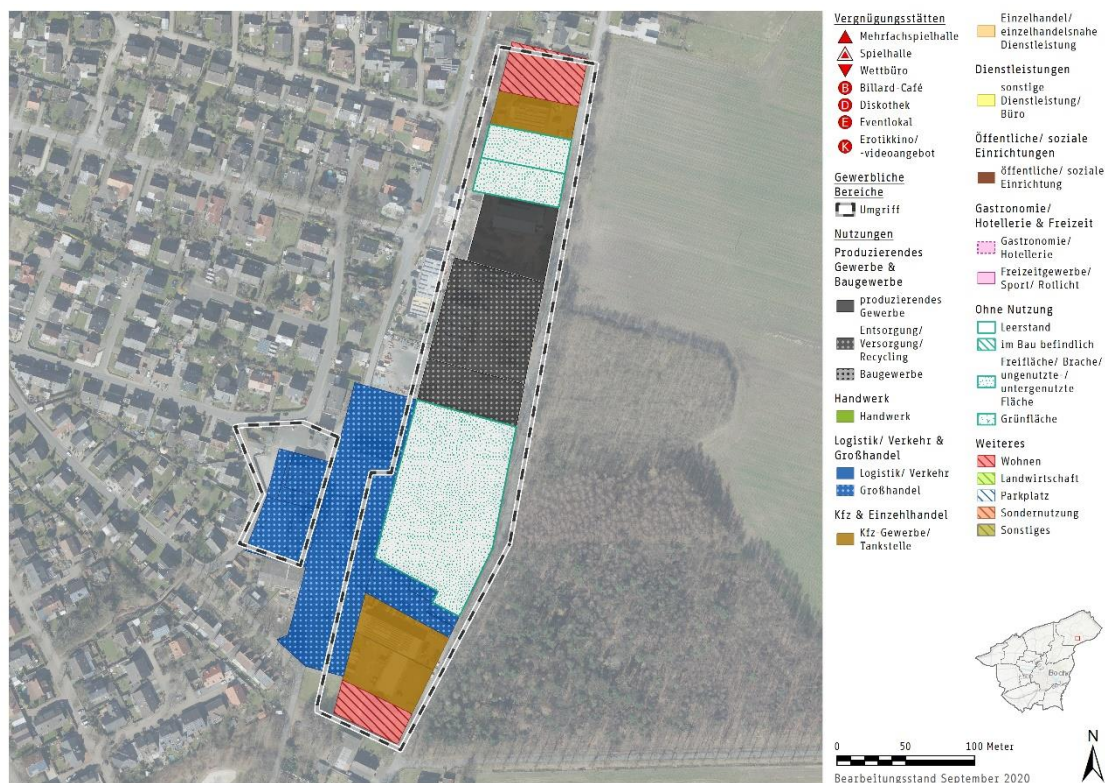 Vergnügungsstätten
Mehrfachspielhalle
Spielhalle
Wettbüro
B Billard-Café
D Diskothek
E Eventlokal
K Erotikkino/
-videoangebot
Gewerbliche
Bereiche
Umgriff
Nutzungen
Produzierendes
Gewerbe &
Baugewerbe
produzierendes
Gewerbe
Entsorgung/
Versorgung/
Recycling
Baugewerbe
Handwerk
Handwerk
Logistik/ Verkehr &
Großhandel
Logistik/ Verkehr
Großhandel
Kfz & Einzehlhandel
Kfz-Gewerbe/
Tankstelle
Einzelhandel/
einzelhandelsnahe
Dienstleistung
Dienstleistungen
sonstige
Dienstleistung/
Büro
Öffentliche/ soziale
Einrichtungen
öffentliche/ soziale
Einrichtung
Gastronomie/
Hotellerie & Freizeit
Gastronomie/
Hotellerie
Freizeitgewerbe/
Sport/ Rotlicht
Ohne Nutzung
Leerstand
im Bau befindlich
Freifläche/ Brache/
ungenutzte /
untergenutzte
Fläche
Grünfläche
Weiteres
Wohnen
Landwirtschaft
Parkplatz
Sondernutzung
Sonstiges
N
0 50 100 Meter
Bearbeitungsstand September 2020